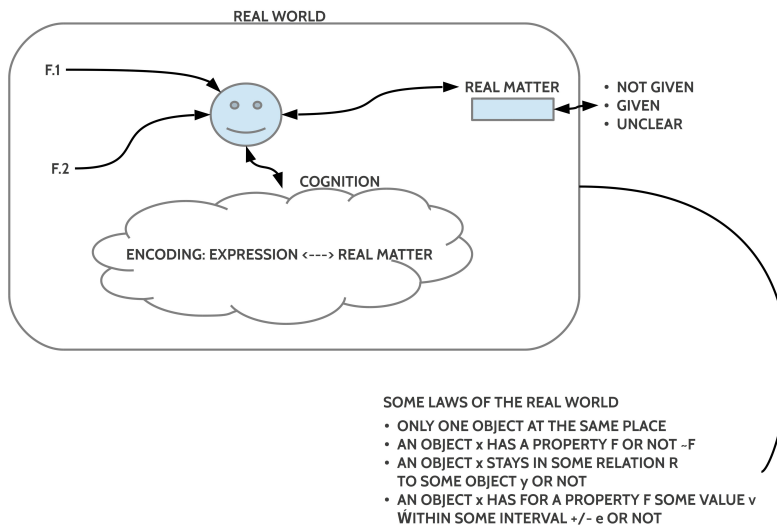 REAL WORLD
F.1
REAL MATTER
• NOT GIVEN
• GIVEN
• UNCLEAR
F.2
COGNITION
ENCODING: EXPRESSION <---> REAL MATTER
SOME LAWS OF THE REAL WORLD
• ONLY ONE OBJECT AT THE SAME PLACE
• AN OBJECT x HAS A PROPERTY F OR NOT ~F
• AN OBJECT x STAYS IN SOME RELATION R
TO SOME OBJECT y OR NOT
• AN OBJECT x HAS FOR A PROPERTY F SOME VALUE v
ẂITHIN SOME INTERVAL +/- e OR NOT